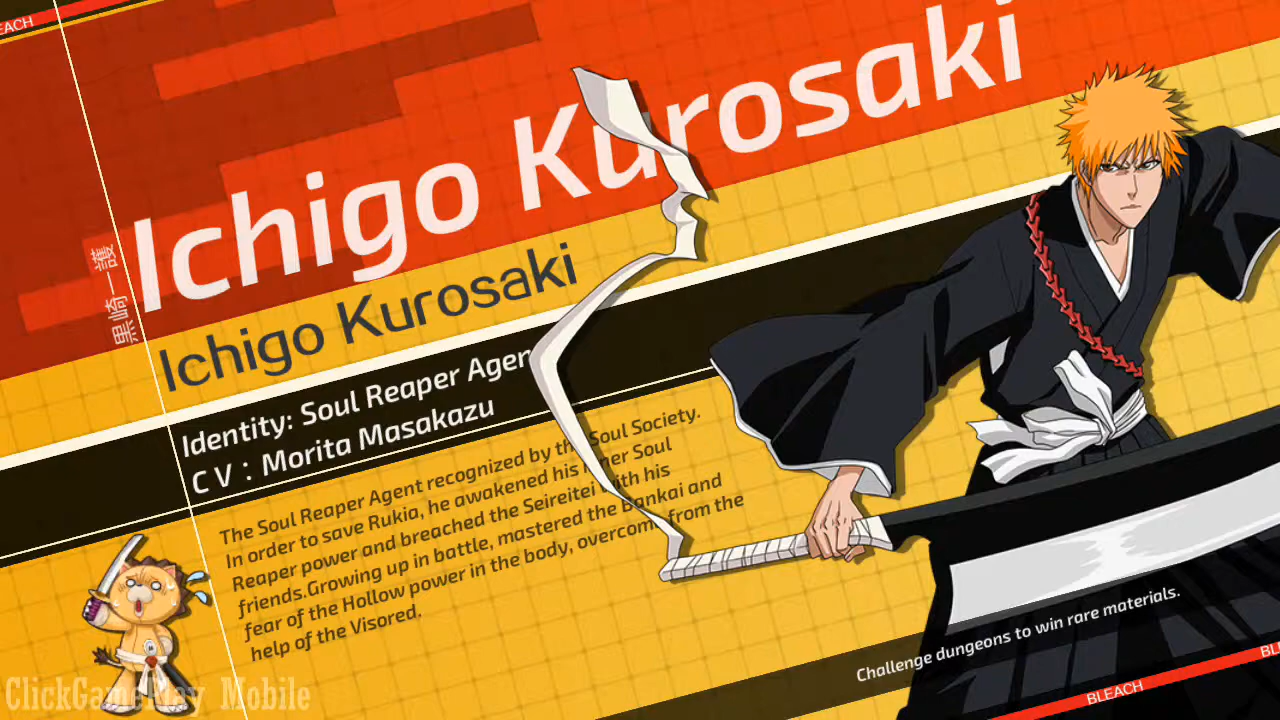 BLEACH
Ichigo Kurosaki
黒崎一護
Ichigo Kurosaki
Identity: Soul Reaper Agen
CV：Morita Masakazu
The Soul Reaper Agent recognized by the Soul Society.
In order to save Rukia, he awakened his inner Soul
Reaper power and breached the Seireitei with his
friends.Growing up in battle, mastered the Bankai and
fear of the Hollow power in the body, overcome from the
help of the Visored.
Challenge dungeons to win rare materials.
BLEACH
ClickGamePlay Mobile